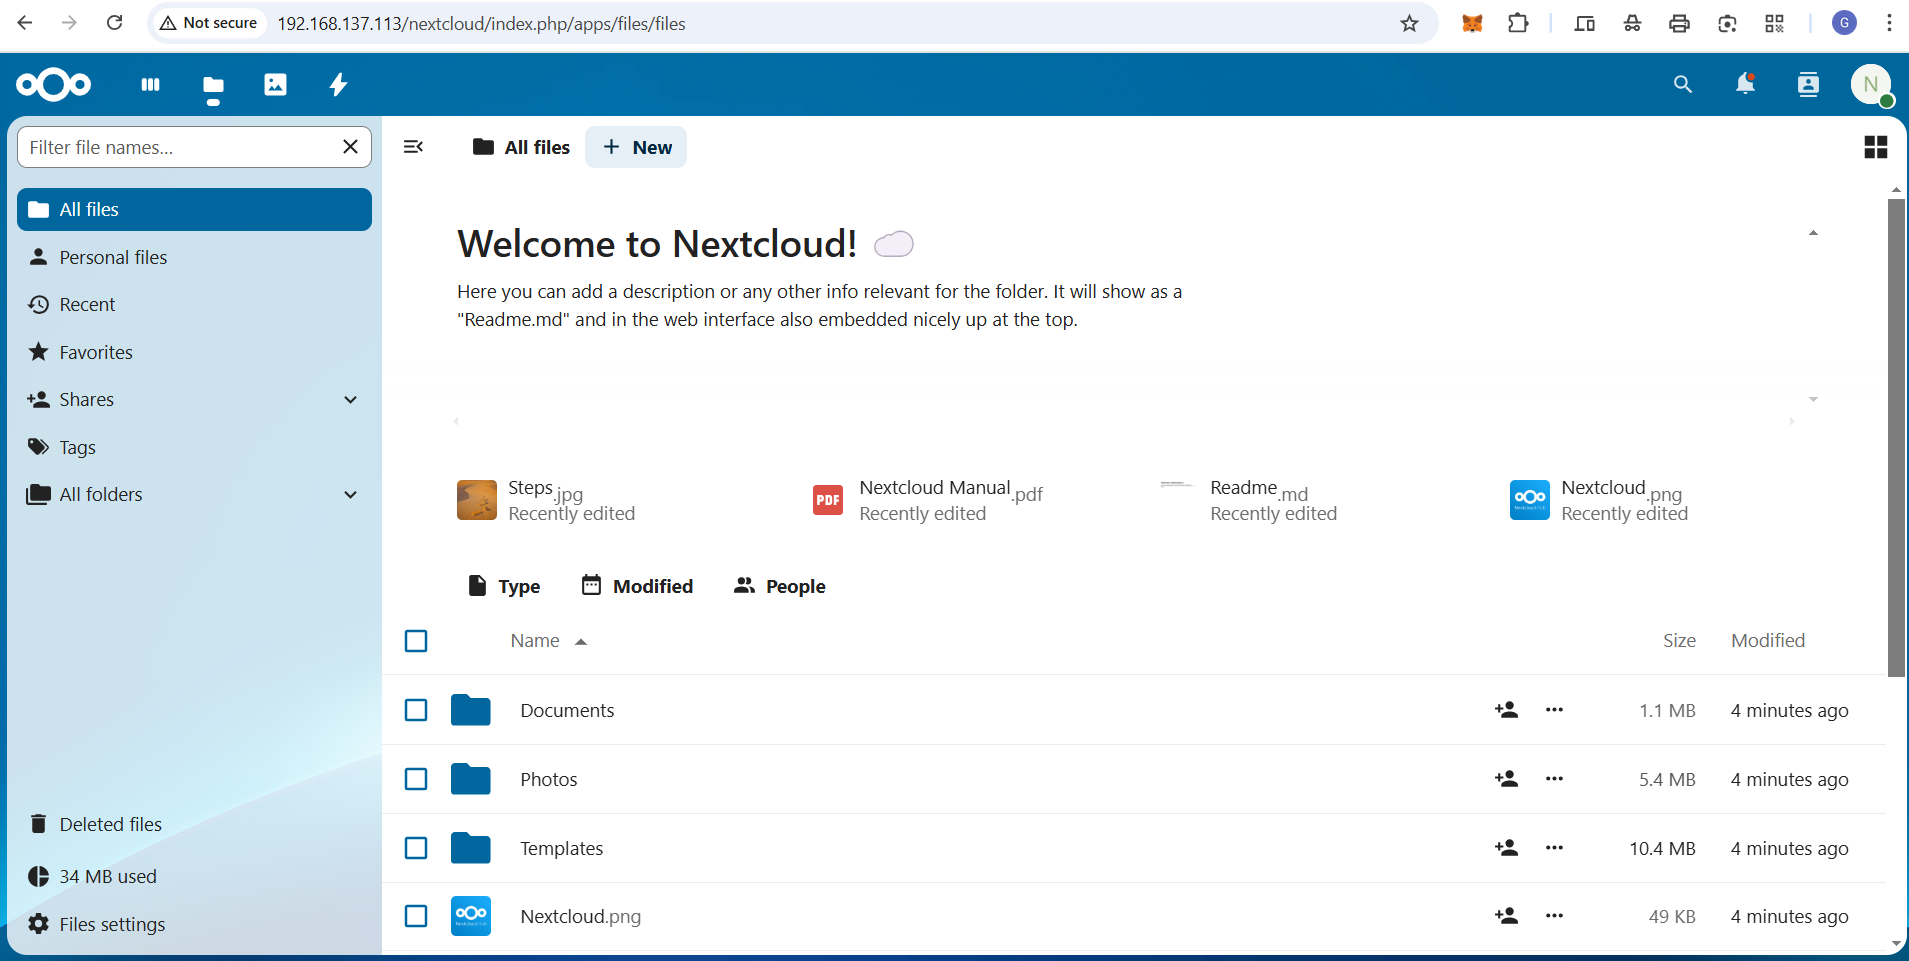 Not secure 192.168.137.113/nextcloud/index.php/apps/files/files G
N
Filter file names...
All files
Personal files
Recent
Favorites
Shares
Tags
All folders
Deleted files
34 MB used
Files settings
All files + New
Welcome to Nextcloud!
Here you can add a description or any other info relevant for the folder. It will show as a
"Readme.md" and in the web interface also embedded nicely up at the top.
Steps.jpg
Recently edited
PDF
Nextcloud Manual.pdf
Recently edited
Readme.md
Recently edited
Nextcloud.png
Recently edited
Type Modified People
Name Size Modified
Documents 1.1 MB 4 minutes ago
Photos 5.4 MB 4 minutes ago
Templates 10.4 MB 4 minutes ago
Nextcloud.png 49 KB 4 minutes ago